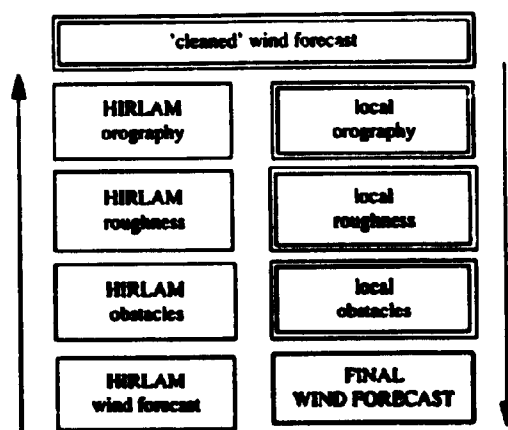 'cleaned' wind forecast
HIRLAM
orography
local
orography
HIRLAM
roughness
local
roughness
HIRLAM
obstacles
local
obstacles
HIRLAM
wind forecast
FINAL
WIND FORECAST